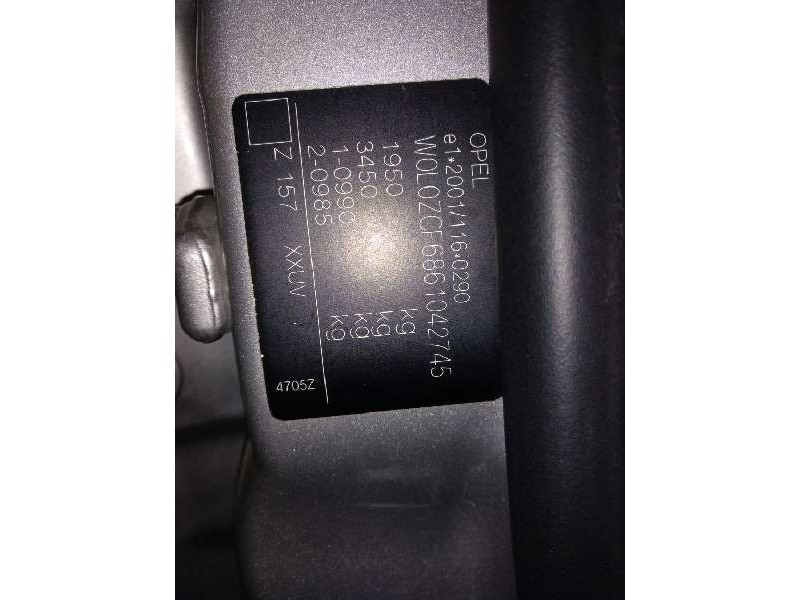 OPEL
e1*2001/116*0290
W0L0ZCF6861042745
1950 kg
3450 kg
1-0990 kg
2-0985 kg
Z 157 XXUV
4705Z